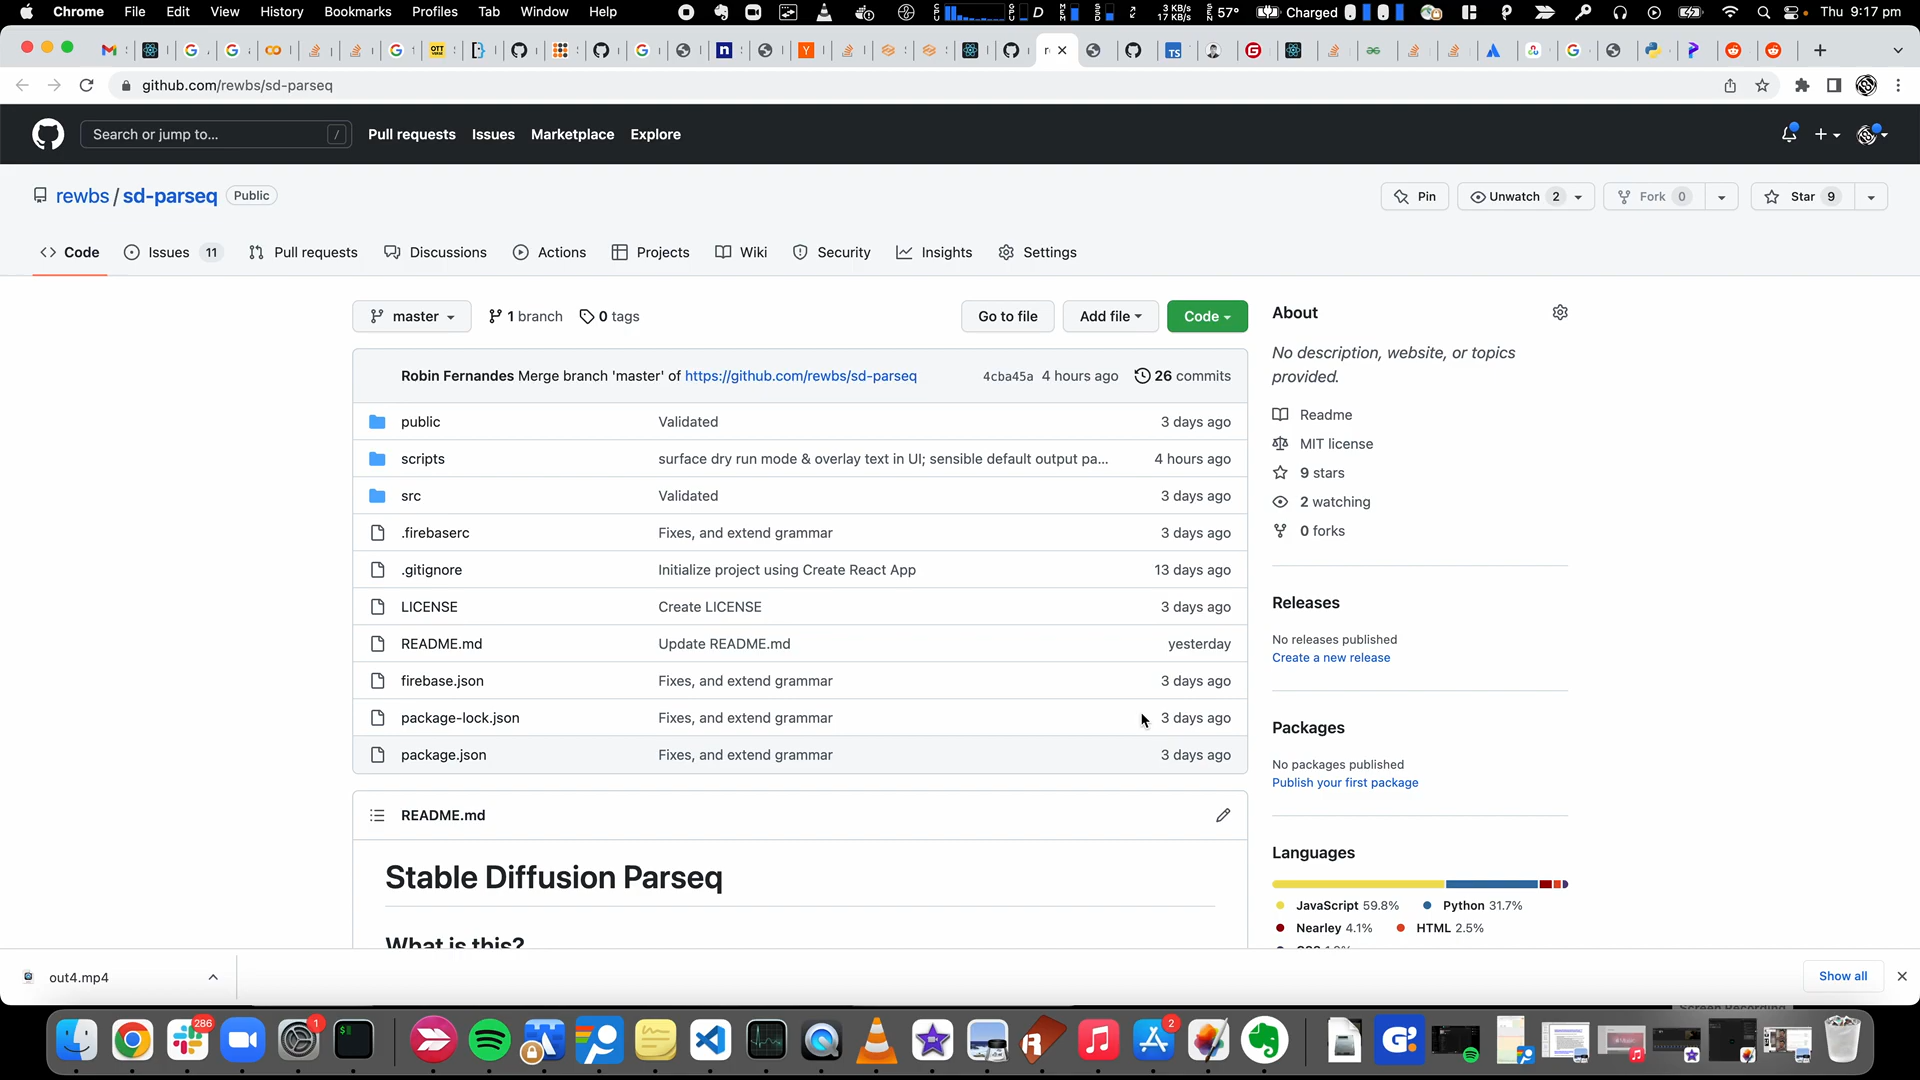 Chrome File Edit View History Bookmarks Profiles Tab Window Help
3 KB/s
17 KB/s
57° Charged Thu 9:17 pm
github.com/rewbs/sd-parseq
Search or jump to... / Pull requests Issues Marketplace Explore
rewbs / sd-parseq Public
Pin Unwatch 2 Fork 0 Star 9
Code Issues 11 Pull requests Discussions Actions Projects Wiki Security Insights Settings
master 1 branch 0 tags Go to file Add file Code
Robin Fernandes Merge branch 'master' of https://github.com/rewbs/sd-parseq 4cba45a 4 hours ago 26 commits
public Validated 3 days ago
scripts surface dry run mode & overlay text in UI; sensible default output pa... 4 hours ago
src Validated 3 days ago
.firebaserc Fixes, and extend grammar 3 days ago
.gitignore Initialize project using Create React App 13 days ago
LICENSE Create LICENSE 3 days ago
README.md Update README.md yesterday
firebase.json Fixes, and extend grammar 3 days ago
package-lock.json Fixes, and extend grammar 3 days ago
package.json Fixes, and extend grammar 3 days ago
README.md
Stable Diffusion Parseq
What is this?
About
No description, website, or topics
provided.
Readme
MIT license
9 stars
2 watching
0 forks
Releases
No releases published
Create a new release
Packages
No packages published
Publish your first package
Languages
JavaScript 59.8% Python 31.7%
Nearley 4.1% HTML 2.5%
out4.mp4 Show all
286 1 2